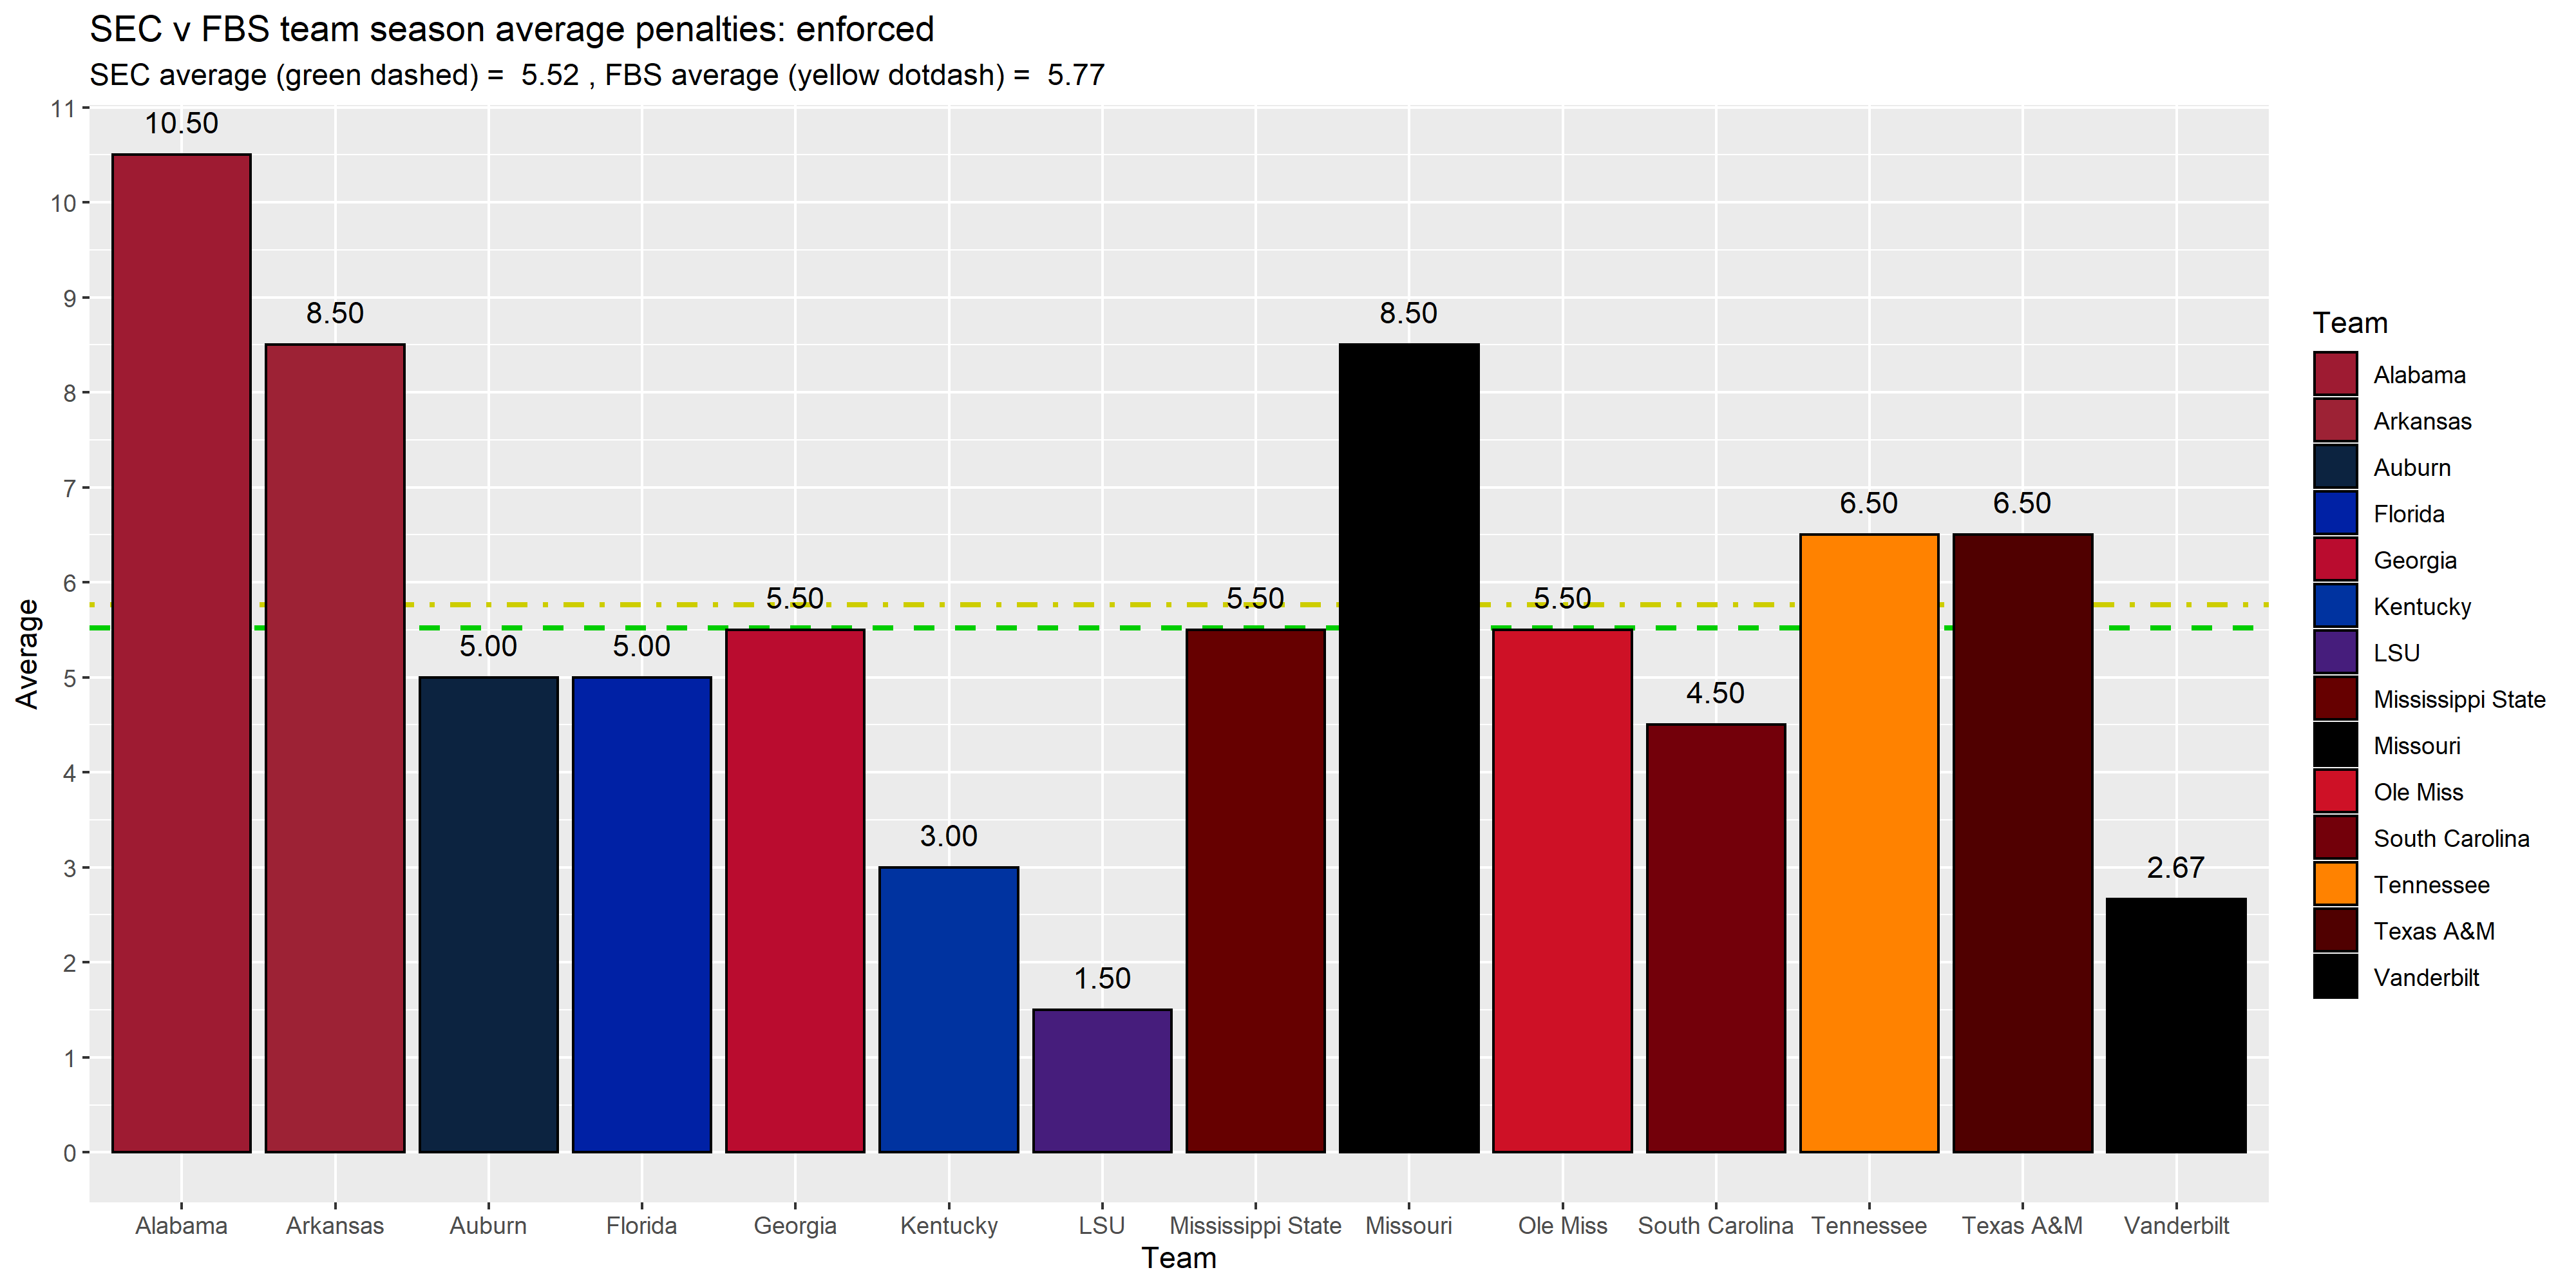 SEC v FBS team season average penalties: enforced
SEC average (green dashed) =  5.52 , FBS average (yellow dotdash) =  5.77
Average
11
10
9
8
7
6
5
4
3
2
1
0
10.50
8.50
5.00
5.00
5.50
3.00
1.50
5.50
8.50
5.50
4.50
6.50
6.50
2.67
Alabama
Arkansas
Auburn
Florida
Georgia
Kentucky
LSU
Mississippi State
Missouri
Ole Miss
South Carolina
Tennessee
Texas A&M
Vanderbilt
Team
Team
Alabama
Arkansas
Auburn
Florida
Georgia
Kentucky
LSU
Mississippi State
Missouri
Ole Miss
South Carolina
Tennessee
Texas A&M
Vanderbilt